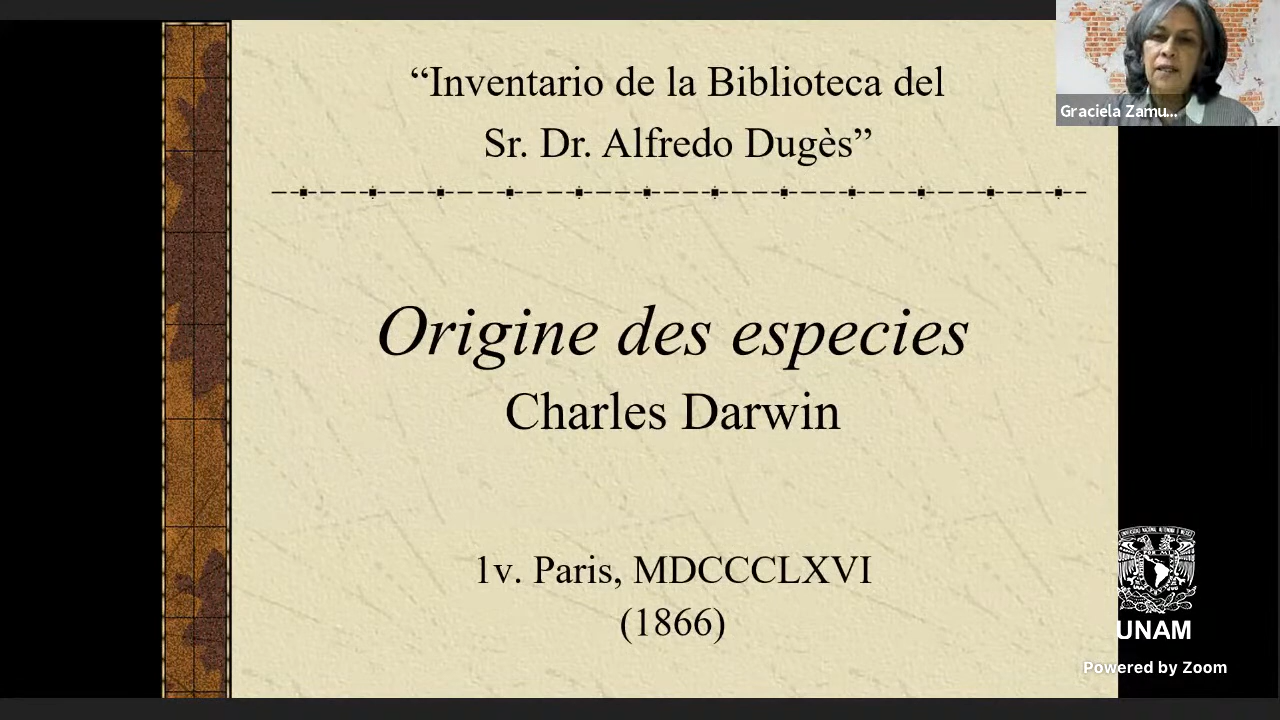 “Inventario de la Biblioteca del
Sr. Dr. Alfredo Dugès”
Origine des especies
Charles Darwin
1v. Paris, MDCCCLXVI
(1866)
Graciela Zamu...
UNAM
Powered by Zoom